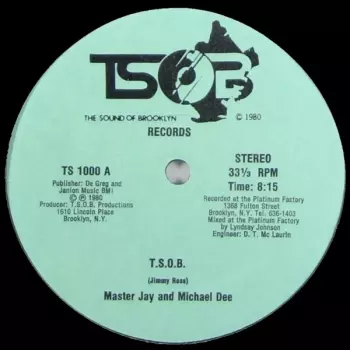 TSOB
THE SOUND OF BROOKLYN
© 1980
RECORDS
TS 1000 A
Publisher: De Greg and
Janion Music BMI
© ℗ 1980
Producer: T.S.O.B. Productions
1610 Lincoln Place
Brooklyn, N.Y.
STEREO
33⅓ RPM
Time: 8:15
Recorded at the Platinum Factory
1368 Fulton Street
Brooklyn, N.Y. Tel. 636-1403
Mixed at the Platinum Factory by
Lyndsay Johnson
Engineer: D. T. Mc Laurin
T.S.O.B.
(Jimmy Ross)
Master Jay and Michael Dee